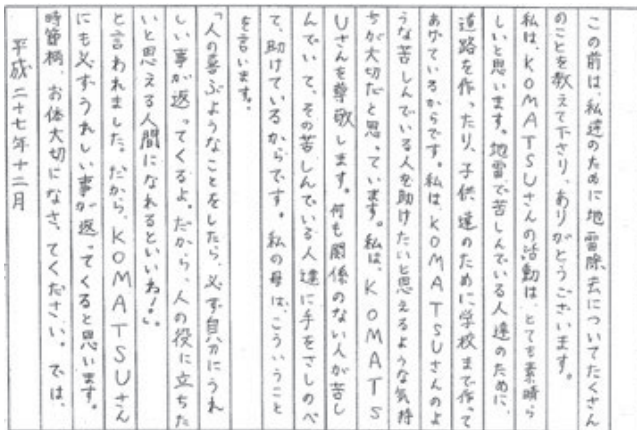 この前は、私達のために地雷除去についてたくさん
のことを教えて下さり、ありがとうございます。
私は、KOMATSUさんの活動は、とても素晴ら
しいと思います。地雷で苦しんでいる人達のために、
道路を作ったり、子供達のために学校まで作って
あげているからです。私は、KOMATSUさんのよ
うな苦しんでいる人を助けたいと思えるような気持
ちが大切だと思っています。私は、KOMATS
Uさんを尊敬します。何も関係のない人が苦し
んでいて、その苦しんでいる人達に手をさしのべ
て、助けているからです。私の母は、こういうこと
を言います。
「人の喜ぶようなことをしたら、必ず自分にうれ
しい事が返ってくるよ。だから、人の役に立ちた
いと思える人間になれるといいね!」。
と言われました。だから、KOMATSUさん
にも必ずうれしい事が返ってくると思います。
時節柄、お体大切になさってください。では、
平成二十七年十二月